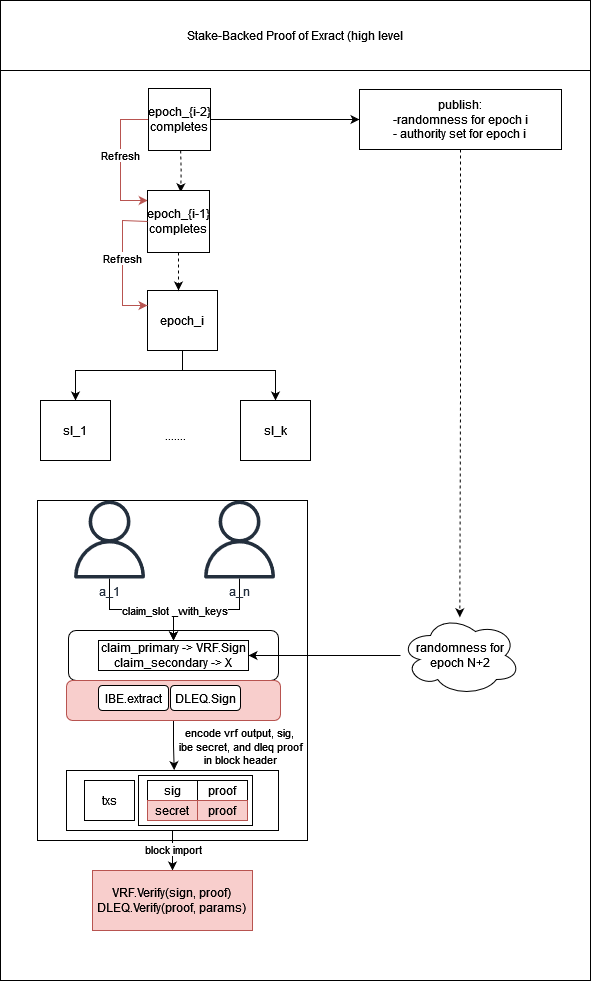 Stake-Backed Proof of Exract (high level
epoch_{i-2}
completes
publish:
-randomness for epoch i
- authority set for epoch i
Refresh
epoch_{i-1}
completes
Refresh
epoch_i
sl_1
.......
sl_k
a_1
a_n
claim_slot _with_keys
claim_primary -> VRF.Sign
claim_secondary -> X
randomness for
epoch N+2
IBE.extract
DLEQ.Sign
encode vrf output, sig,
ibe secret, and dleq proof
in block header
txs
sig
proof
secret
proof
block import
VRF.Verify(sign, proof)
DLEQ.Verify(proof, params)